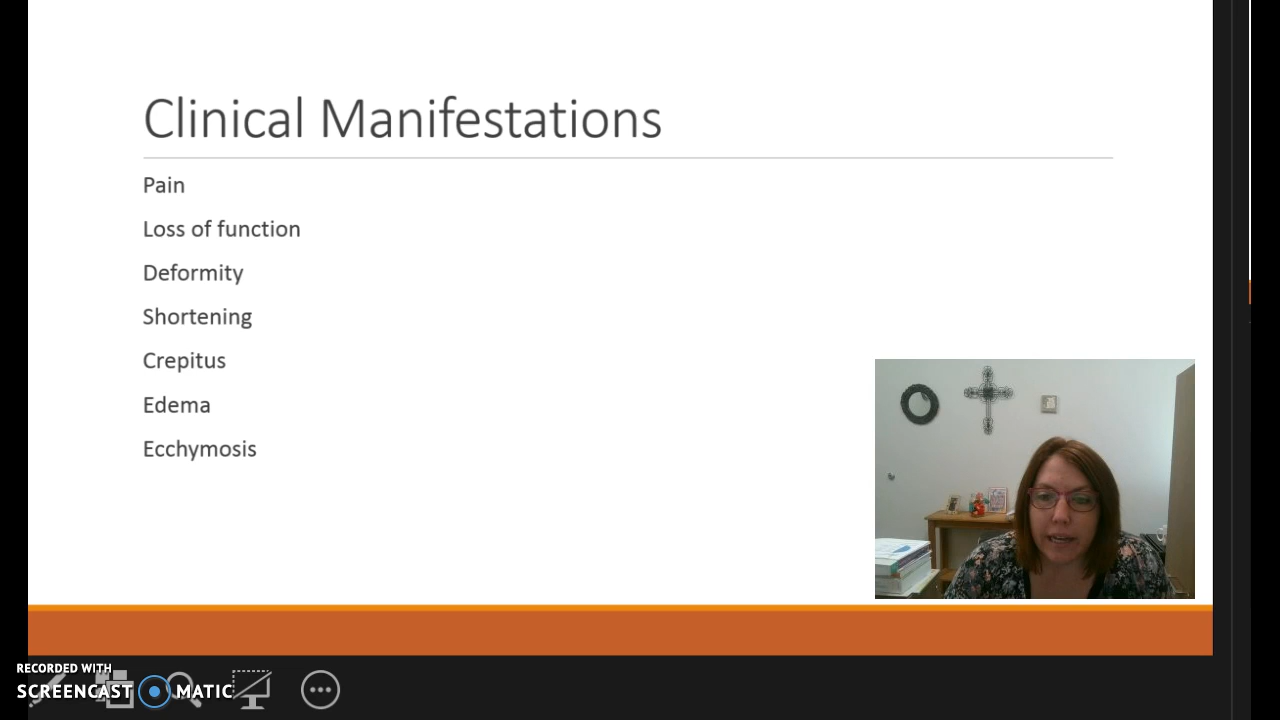 Clinical Manifestations
Pain
Loss of function
Deformity
Shortening
Crepitus
Edema
Ecchymosis
RECORDED WITH
SCREENCAST MATIC